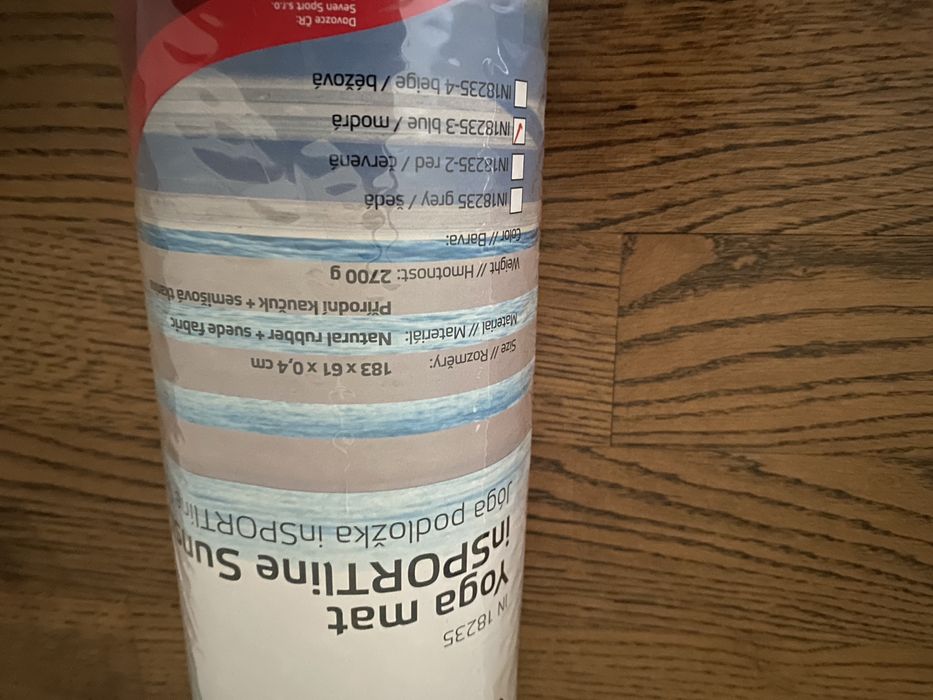 IN 18235
Yoga mat
inSPORTline
Jóga podložka
Size // Rozměry: 183 x 61 x 0,4 cm
Material // Materiál: Natural rubber + suede fabric
Přírodní kaučuk + semišová
Weight // Hmotnost: 2700 g
Color // Barva:
IN18235 grey / šedá
IN18235-2 red / červená
IN18235-3 blue / modrá
IN18235-4 beige / béžová
Dovozce ČR:
Seven Sport s.r.o.